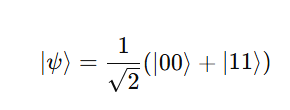 |ψ⟩ = 1/√2 (|00⟩ + |11⟩)